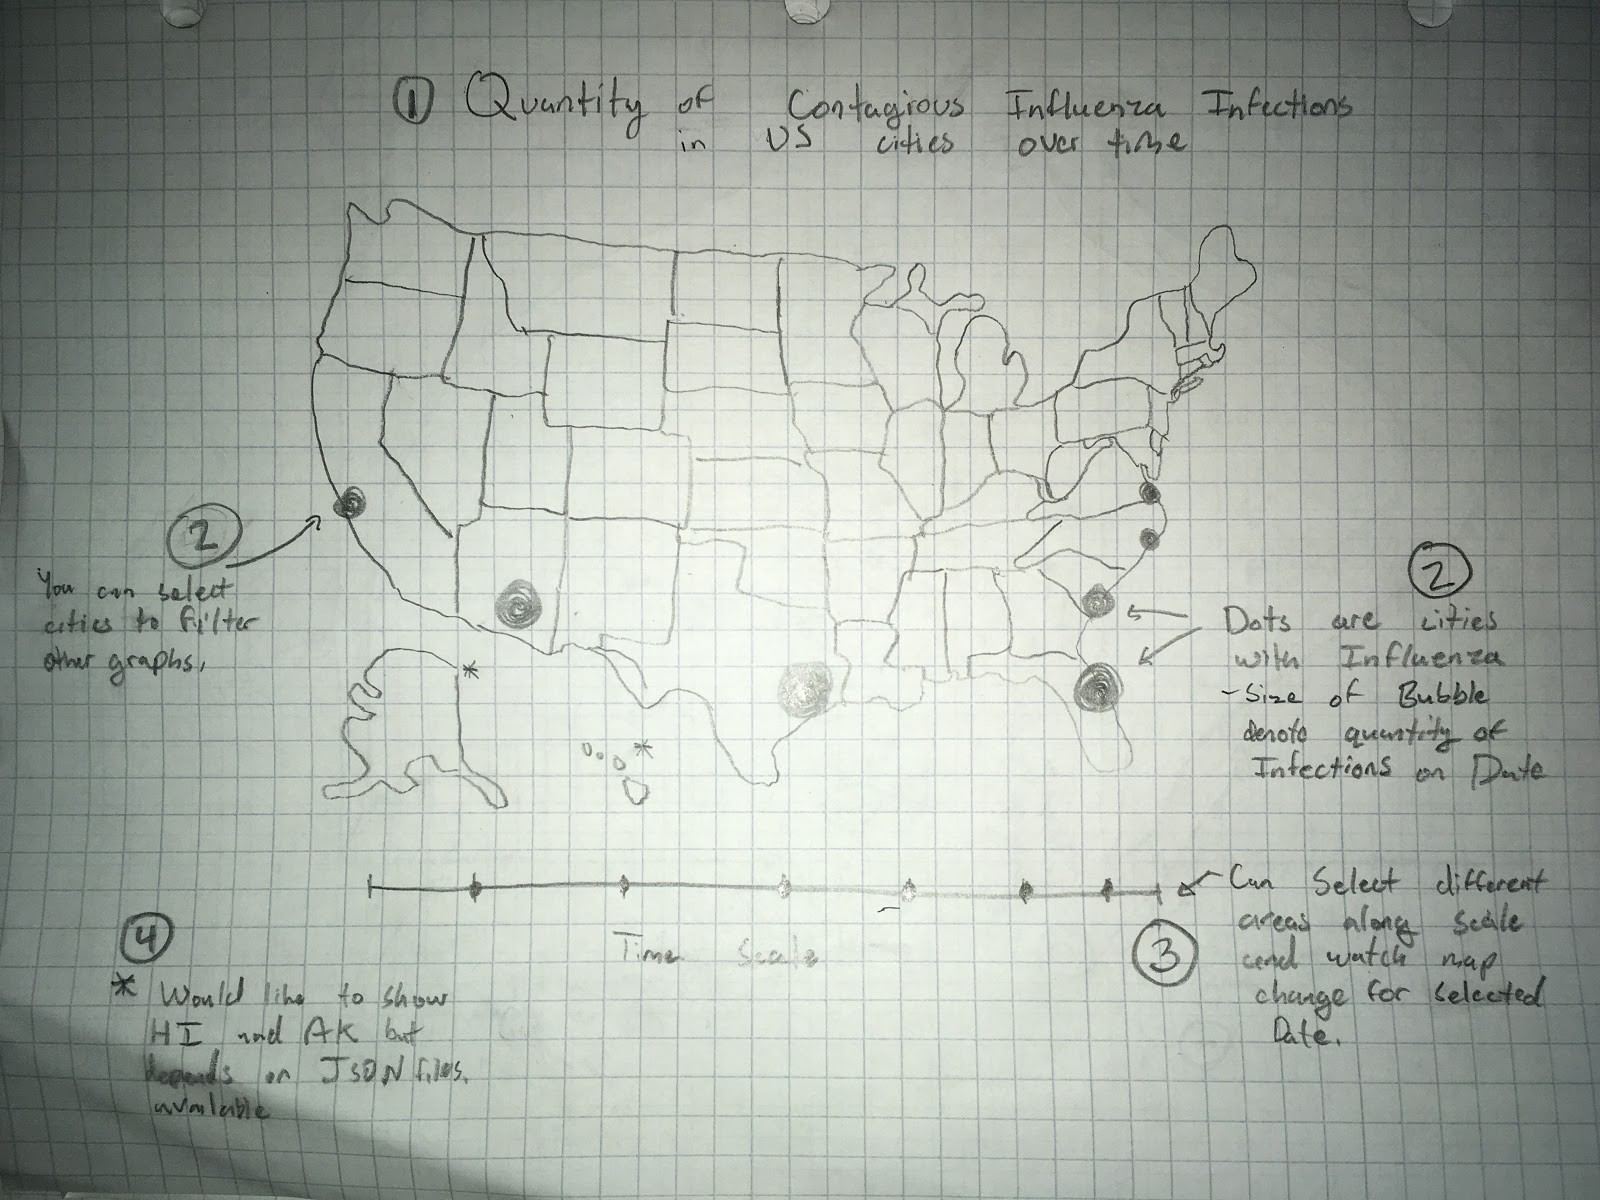 ① Quantity of Contagious Influenza Infections
in US cities over time
②
You can select
cities to filter
other graphs.
②
Dots are cities
with Influenza
- Size of Bubble
denote quantity of
Infections on Date
*
*
Time Scale
③
Can Select different
areas along scale
and watch map
change for selected
Date.
④
* Would like to show
HI and AK but
depends on JSON files.
available